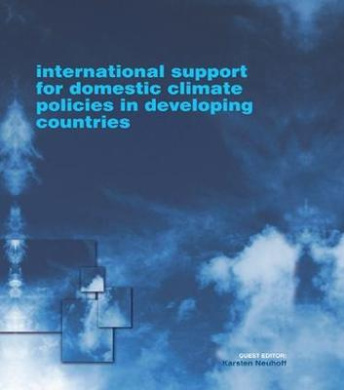 international support
for domestic climate
policies in developing
countries
GUEST EDITOR:
Karsten Neuhoff